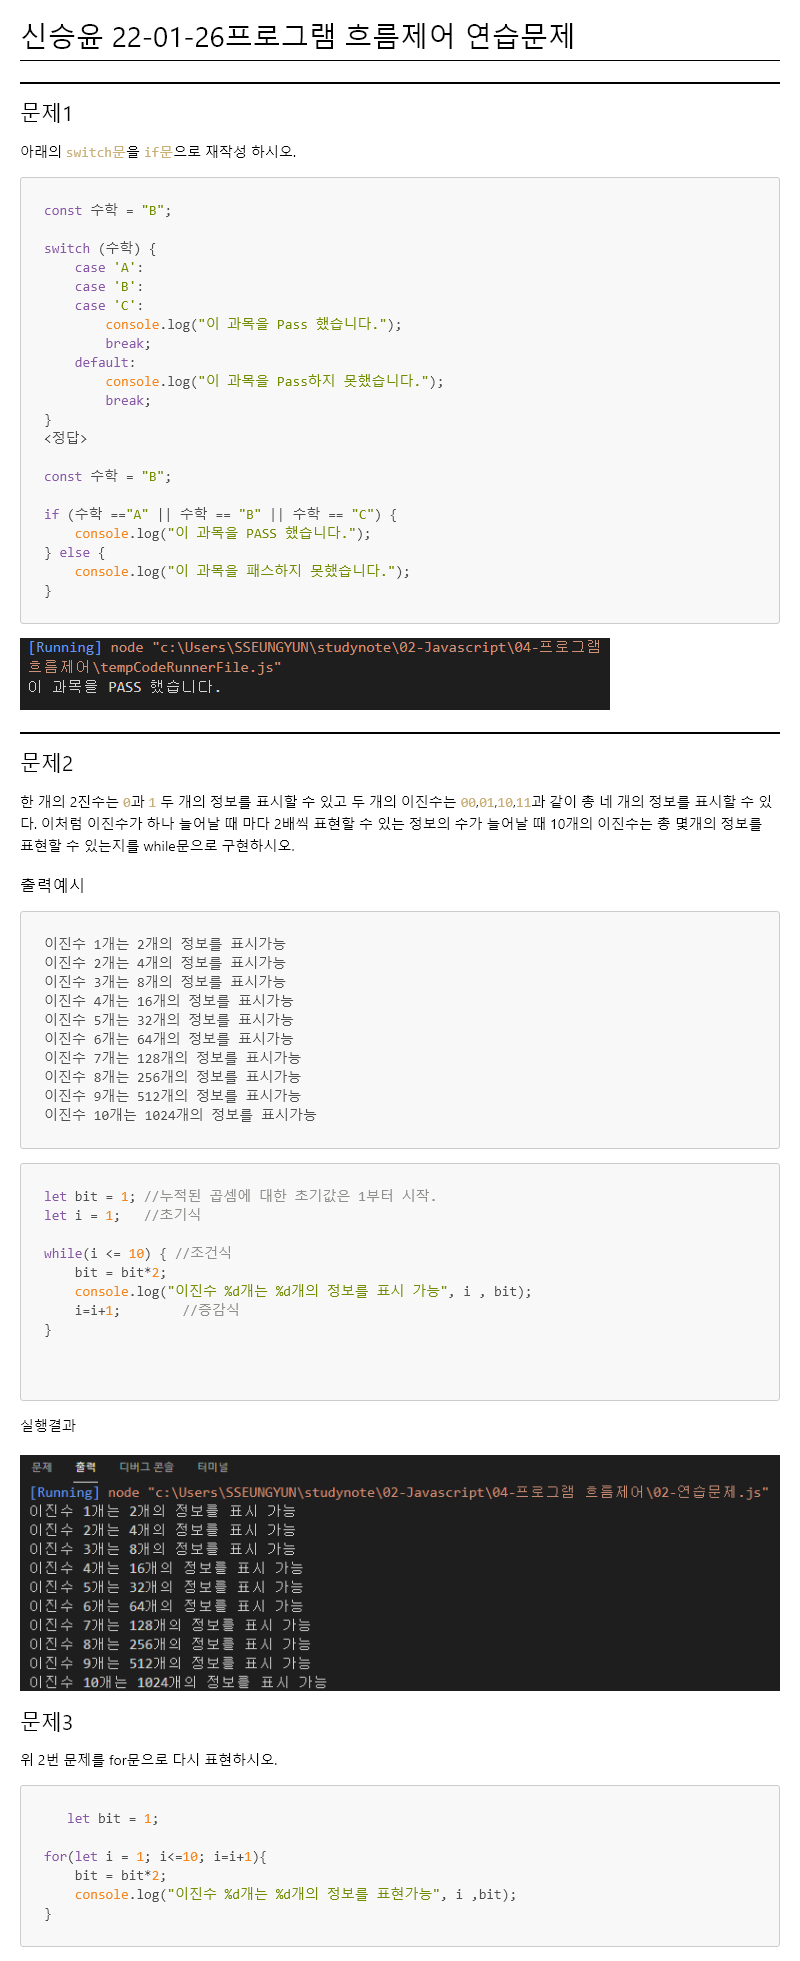 신승윤 22-01-26프로그램 흐름제어 연습문제
문제1
아래의 switch문을 if문으로 재작성 하시오.
const 수학 = "B";
switch (수학) {
    case 'A':
    case 'B':
    case 'C':
        console.log("이 과목을 Pass 했습니다.");
        break;
    default:
        console.log("이 과목을 Pass하지 못했습니다.");
        break;
}
<정답>
const 수학 = "B";
if (수학 =="A" || 수학 == "B" || 수학 == "C") {
    console.log("이 과목을 PASS 했습니다.");
} else {
    console.log("이 과목을 패스하지 못했습니다.");
}
[Running] node "c:\Users\SSEUNGYUN\studynote\02-Javascript\04-프로그램
흐름제어\tempCodeRunnerFile.js"
이 과목을 PASS 했습니다.
문제2
한 개의 2진수는 0과 1 두 개의 정보를 표시할 수 있고 두 개의 이진수는 00,01,10,11과 같이 총 네 개의 정보를 표시할 수 있
다. 이처럼 이진수가 하나 늘어날 때 마다 2배씩 표현할 수 있는 정보의 수가 늘어날 때 10개의 이진수는 총 몇개의 정보를
표현할 수 있는지를 while문으로 구현하시오.
출력예시
이진수 1개는 2개의 정보를 표시가능
이진수 2개는 4개의 정보를 표시가능
이진수 3개는 8개의 정보를 표시가능
이진수 4개는 16개의 정보를 표시가능
이진수 5개는 32개의 정보를 표시가능
이진수 6개는 64개의 정보를 표시가능
이진수 7개는 128개의 정보를 표시가능
이진수 8개는 256개의 정보를 표시가능
이진수 9개는 512개의 정보를 표시가능
이진수 10개는 1024개의 정보를 표시가능
let bit = 1; //누적된 곱셈에 대한 초기값은 1부터 시작.
let i = 1;   //초기식
while(i <= 10) { //조건식
    bit = bit*2;
    console.log("이진수 %d개는 %d개의 정보를 표시 가능", i , bit);
    i=i+1;        //증감식
}
실행결과
문제 출력 디버그 콘솔 터미널
[Running] node "c:\Users\SSEUNGYUN\studynote\02-Javascript\04-프로그램 흐름제어\02-연습문제.js"
이진수 1개는 2개의 정보를 표시 가능
이진수 2개는 4개의 정보를 표시 가능
이진수 3개는 8개의 정보를 표시 가능
이진수 4개는 16개의 정보를 표시 가능
이진수 5개는 32개의 정보를 표시 가능
이진수 6개는 64개의 정보를 표시 가능
이진수 7개는 128개의 정보를 표시 가능
이진수 8개는 256개의 정보를 표시 가능
이진수 9개는 512개의 정보를 표시 가능
이진수 10개는 1024개의 정보를 표시 가능
문제3
위 2번 문제를 for문으로 다시 표현하시오.
   let bit = 1;
for(let i = 1; i<=10; i=i+1){
    bit = bit*2;
    console.log("이진수 %d개는 %d개의 정보를 표현가능", i ,bit);
}